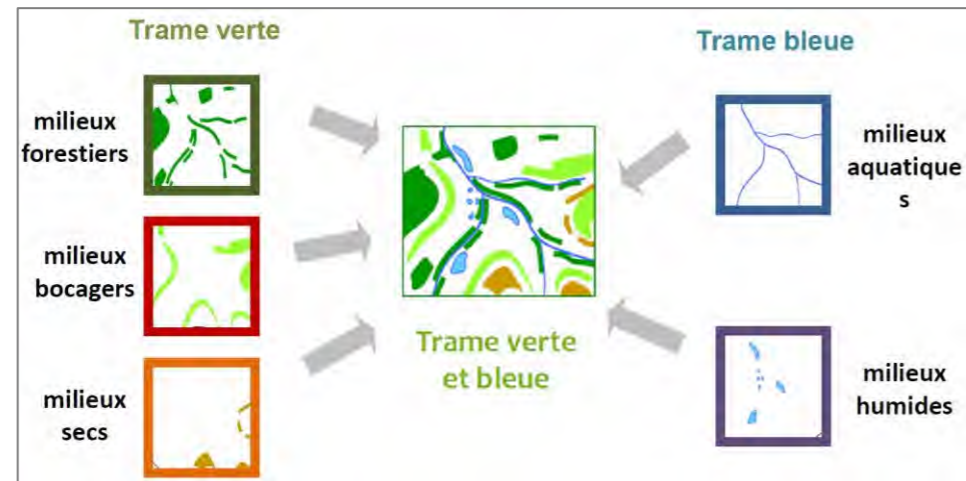 Trame verte
milieux
forestiers
milieux
bocagers
milieux
secs
Trame verte
et bleue
Trame bleue
milieux
aquatique
s
milieux
humides